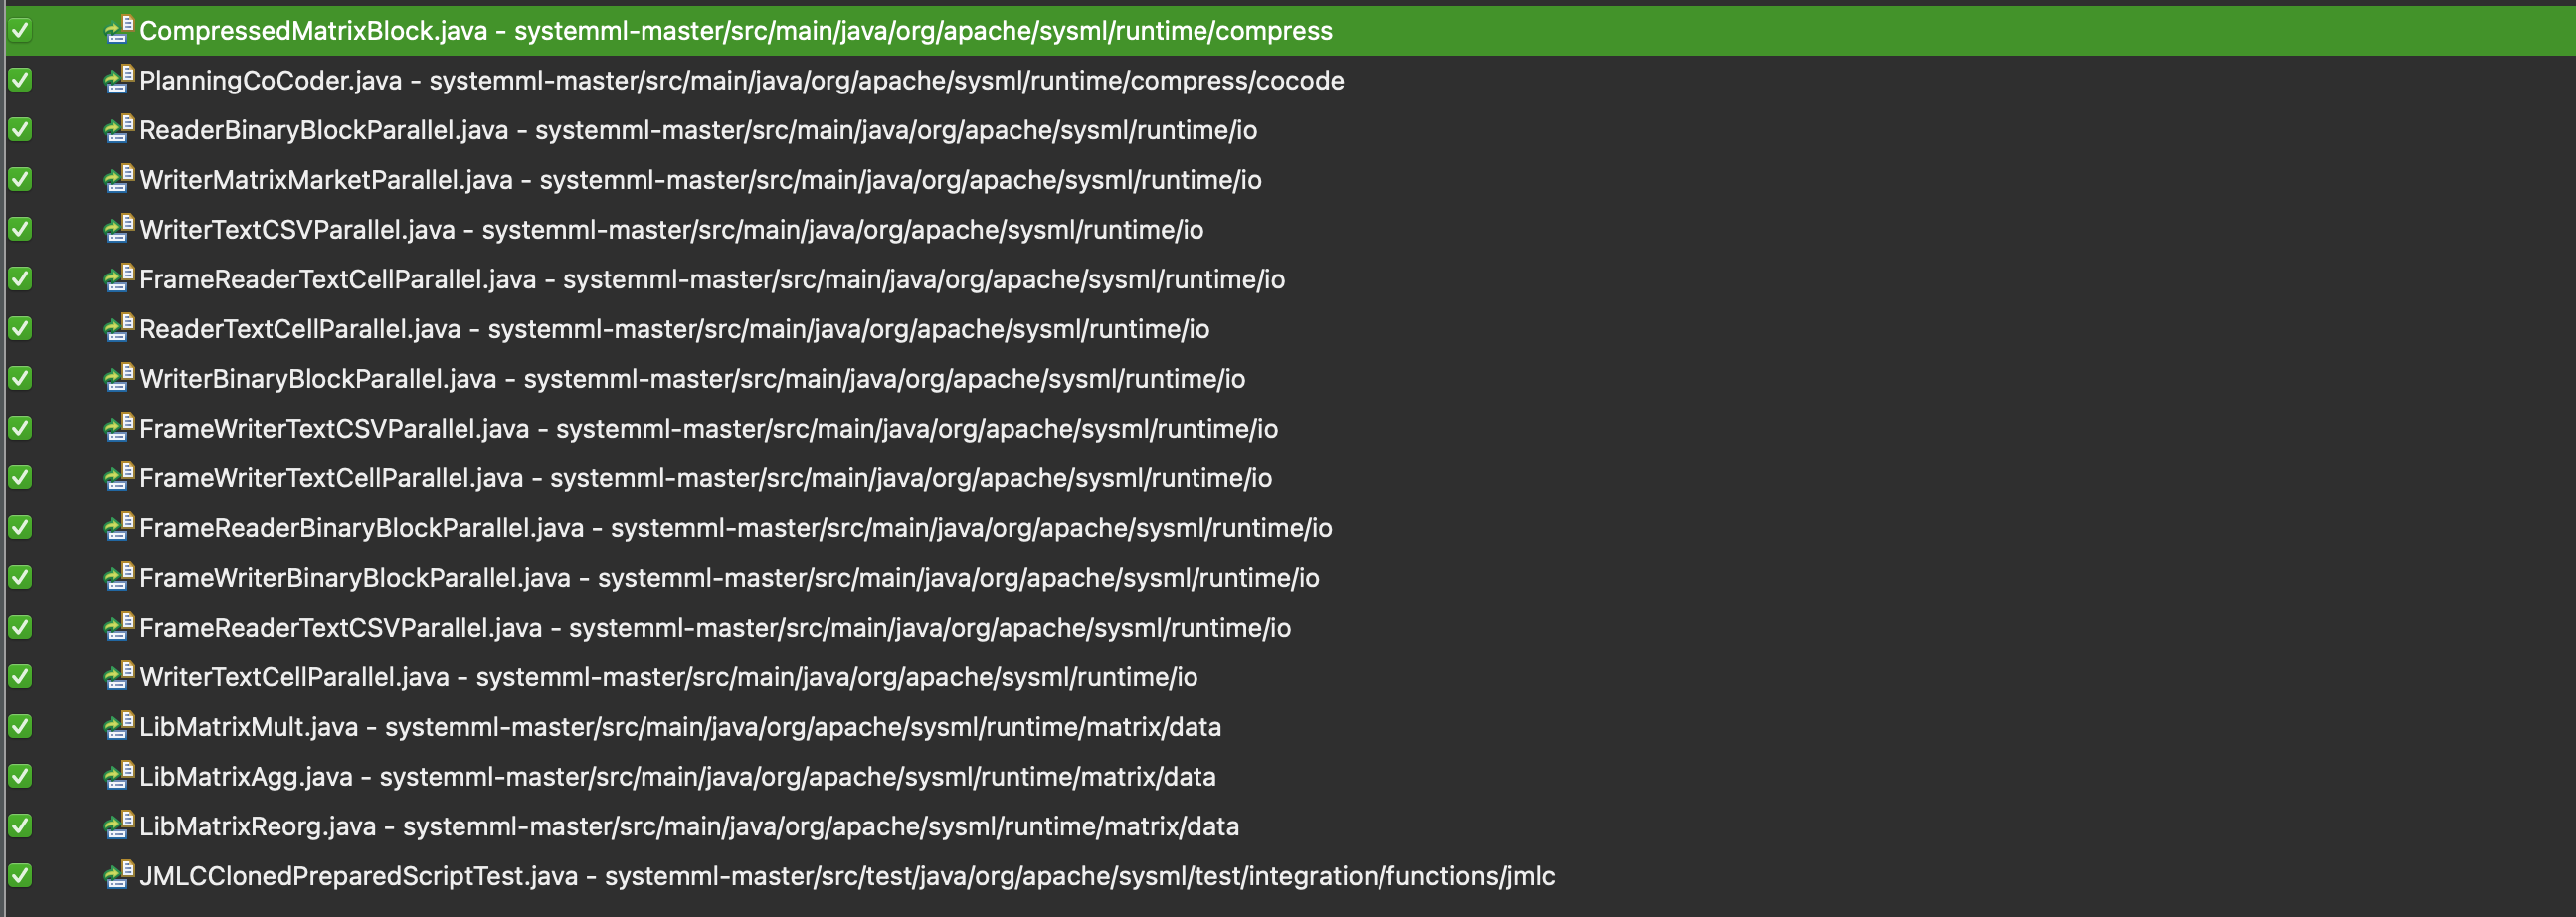 CompressedMatrixBlock.java - systemml-master/src/main/java/org/apache/sysml/runtime/compress
PlanningCoCoder.java - systemml-master/src/main/java/org/apache/sysml/runtime/compress/cocode
ReaderBinaryBlockParallel.java - systemml-master/src/main/java/org/apache/sysml/runtime/io
WriterMatrixMarketParallel.java - systemml-master/src/main/java/org/apache/sysml/runtime/io
WriterTextCSVParallel.java - systemml-master/src/main/java/org/apache/sysml/runtime/io
FrameReaderTextCellParallel.java - systemml-master/src/main/java/org/apache/sysml/runtime/io
ReaderTextCellParallel.java - systemml-master/src/main/java/org/apache/sysml/runtime/io
WriterBinaryBlockParallel.java - systemml-master/src/main/java/org/apache/sysml/runtime/io
FrameWriterTextCSVParallel.java - systemml-master/src/main/java/org/apache/sysml/runtime/io
FrameWriterTextCellParallel.java - systemml-master/src/main/java/org/apache/sysml/runtime/io
FrameReaderBinaryBlockParallel.java - systemml-master/src/main/java/org/apache/sysml/runtime/io
FrameWriterBinaryBlockParallel.java - systemml-master/src/main/java/org/apache/sysml/runtime/io
FrameReaderTextCSVParallel.java - systemml-master/src/main/java/org/apache/sysml/runtime/io
WriterTextCellParallel.java - systemml-master/src/main/java/org/apache/sysml/runtime/io
LibMatrixMult.java - systemml-master/src/main/java/org/apache/sysml/runtime/matrix/data
LibMatrixAgg.java - systemml-master/src/main/java/org/apache/sysml/runtime/matrix/data
LibMatrixReorg.java - systemml-master/src/main/java/org/apache/sysml/runtime/matrix/data
JMLCClonedPreparedScriptTest.java - systemml-master/src/test/java/org/apache/sysml/test/integration/functions/jmlc